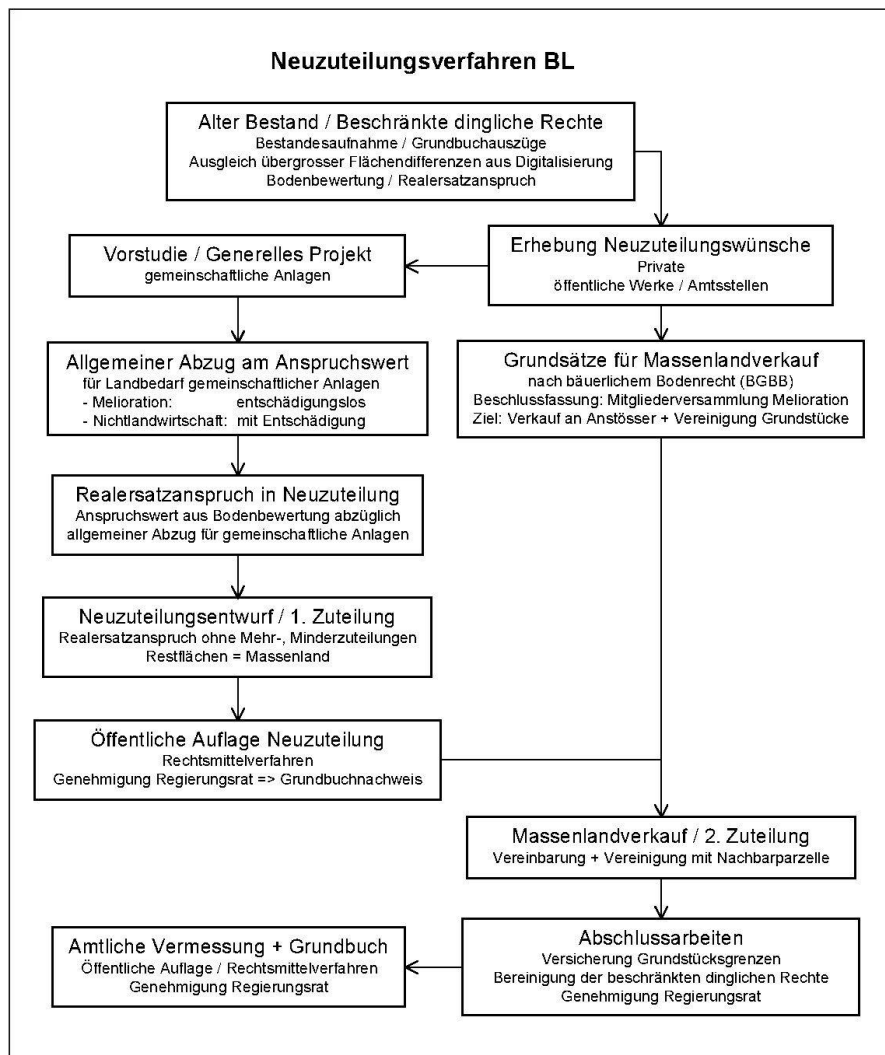 Neuzuteilungsverfahren BL
Alter Bestand / Beschränkte dingliche Rechte
Bestandesaufnahme / Grundbuchauszüge
Ausgleich übergrosser Flächendifferenzen aus Digitalisierung
Bodenbewertung / Realersatzanspruch
Erhebung Neuzuteilungswünsche
Private
öffentliche Werke / Amtsstellen
Vorstudie / Generelles Projekt
gemeinschaftliche Anlagen
Allgemeiner Abzug am Anspruchswert
für Landbedarf gemeinschaftlicher Anlagen
- Melioration: entschädigungslos
- Nichtlandwirtschaft: mit Entschädigung
Grundsätze für Massenlandverkauf
nach bäuerlichem Bodenrecht (BGBB)
Beschlussfassung: Mitgliederversammlung Melioration
Ziel: Verkauf an Anstösser + Vereinigung Grundstücke
Realersatzanspruch in Neuzuteilung
Anspruchswert aus Bodenbewertung abzüglich
allgemeiner Abzug für gemeinschaftliche Anlagen
Neuzuteilungsentwurf / 1. Zuteilung
Realersatzanspruch ohne Mehr-, Minderzuteilungen
Restflächen = Massenland
Öffentliche Auflage Neuzuteilung
Rechtsmittelverfahren
Genehmigung Regierungsrat => Grundbuchnachweis
Massenlandverkauf / 2. Zuteilung
Vereinbarung + Vereinigung mit Nachbarparzelle
Abschlussarbeiten
Versicherung Grundstücksgrenzen
Bereinigung der beschränkten dinglichen Rechte
Genehmigung Regierungsrat
Amtliche Vermessung + Grundbuch
Öffentliche Auflage / Rechtsmittelverfahren
Genehmigung Regierungsrat